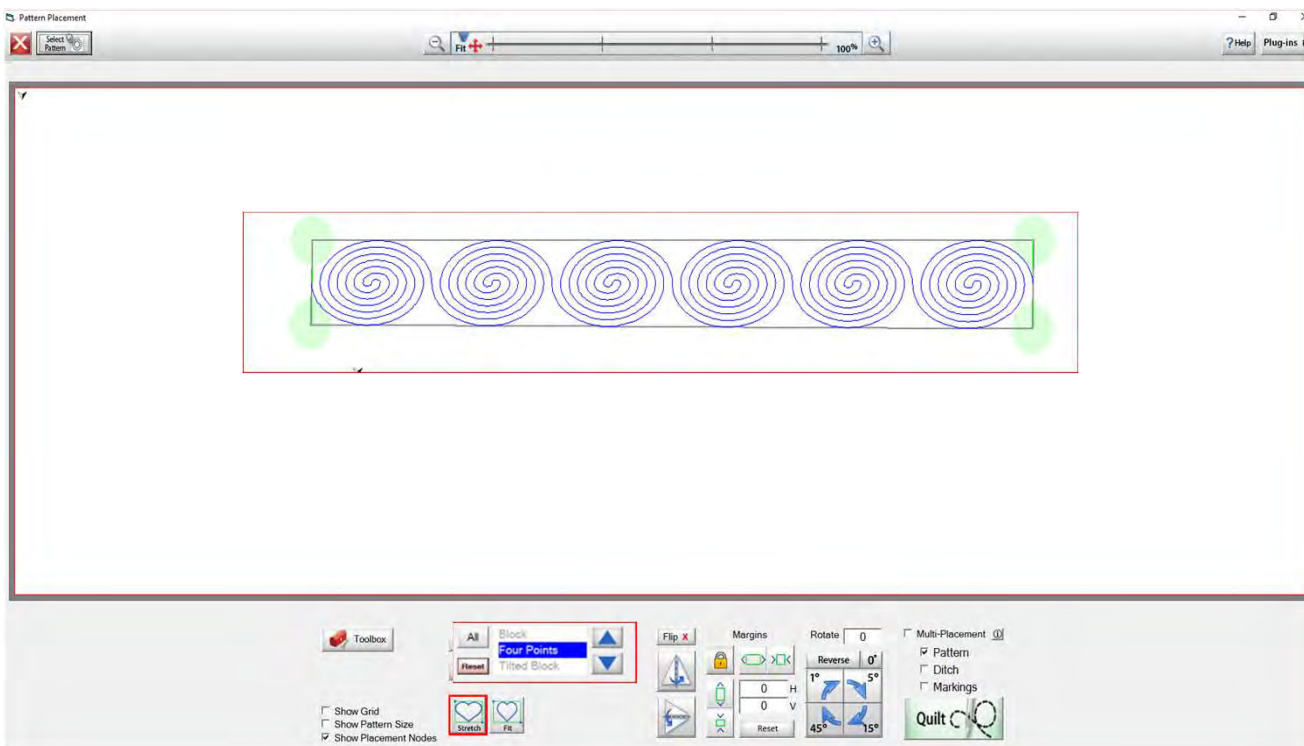 Pattern Placement
Select
Pattern
Fit
100%
?Help
Plug-ins
Toolbox
All
Reset
Block
Four Points
Tilted Block
Stretch
Fit
Show Grid
Show Pattern Size
Show Placement Nodes
Flip X
Margins
0 H
0 V
Reset
Rotate 0
Reverse 0°
1° 5°
45° 15°
Multi-Placement
Pattern
Ditch
Markings
Quilt